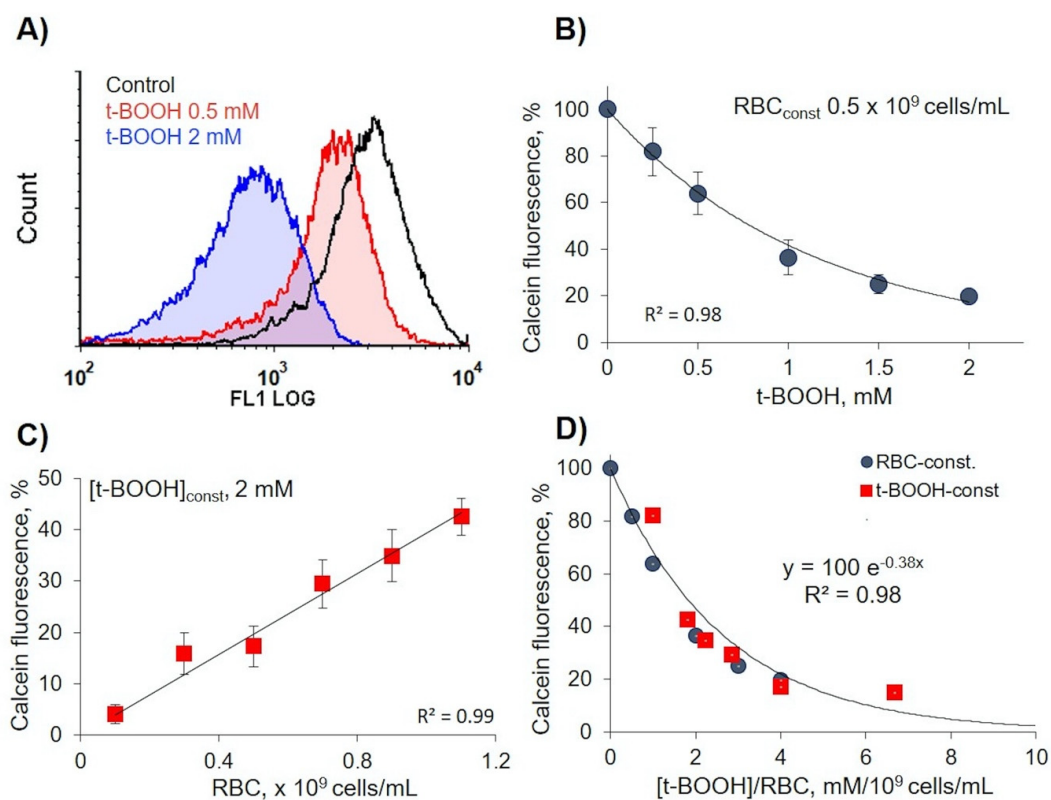 A)
Control
t-BOOH 0.5 mM
t-BOOH 2 mM
Count
10² 10³ 10⁴
FL1 LOG
B)
RBCconst 0.5 x 10⁹ cells/mL
Calcein fluorescence, %
100
80
60
40
20
0
R² = 0.98
0 0.5 1 1.5 2
t-BOOH, mM
C)
[t-BOOH]const, 2 mM
Calcein fluorescence, %
50
40
30
20
10
0
R² = 0.99
0 0.4 0.8 1.2
RBC, x 10⁹ cells/mL
D)
RBC-const.
t-BOOH-const
Calcein fluorescence, %
100
80
60
40
20
0
y = 100 e⁻⁰·³⁸ˣ
R² = 0.98
0 2 4 6 8 10
[t-BOOH]/RBC, mM/10⁹ cells/mL